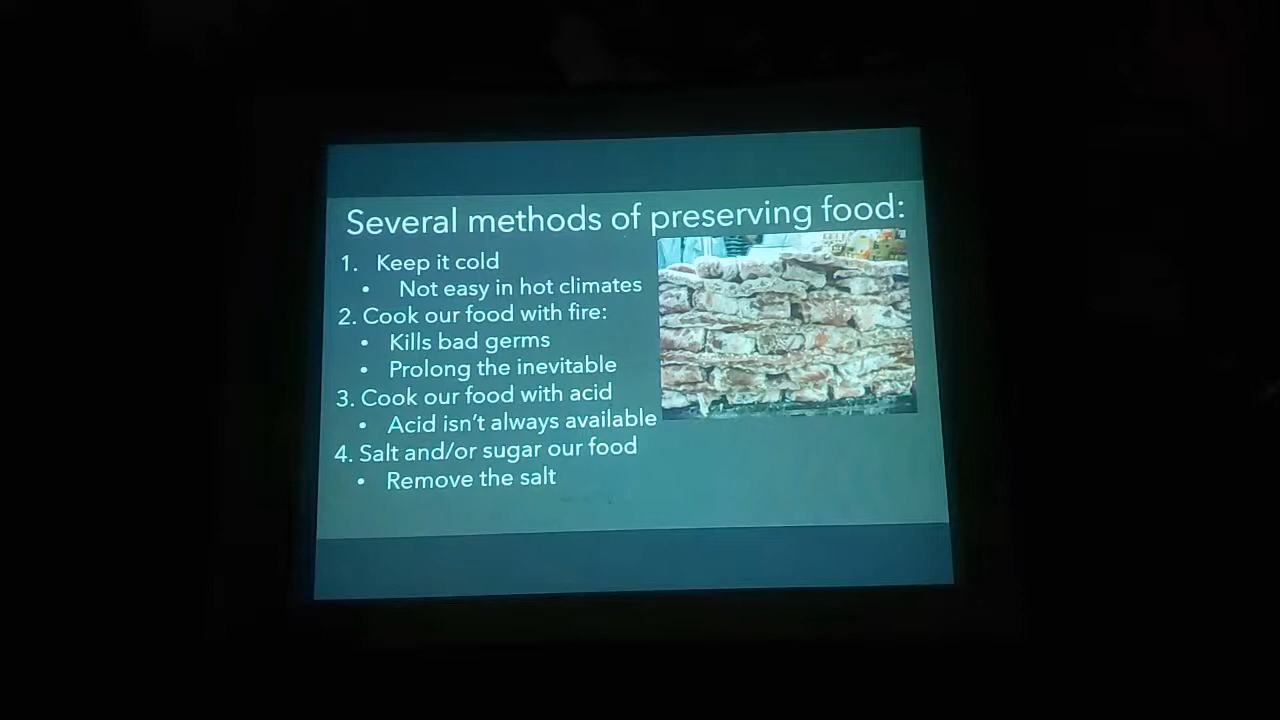 Several methods of preserving food:
1. Keep it cold
• Not easy in hot climates
2. Cook our food with fire:
• Kills bad germs
• Prolong the inevitable
3. Cook our food with acid
• Acid isn't always available
4. Salt and/or sugar our food
• Remove the salt